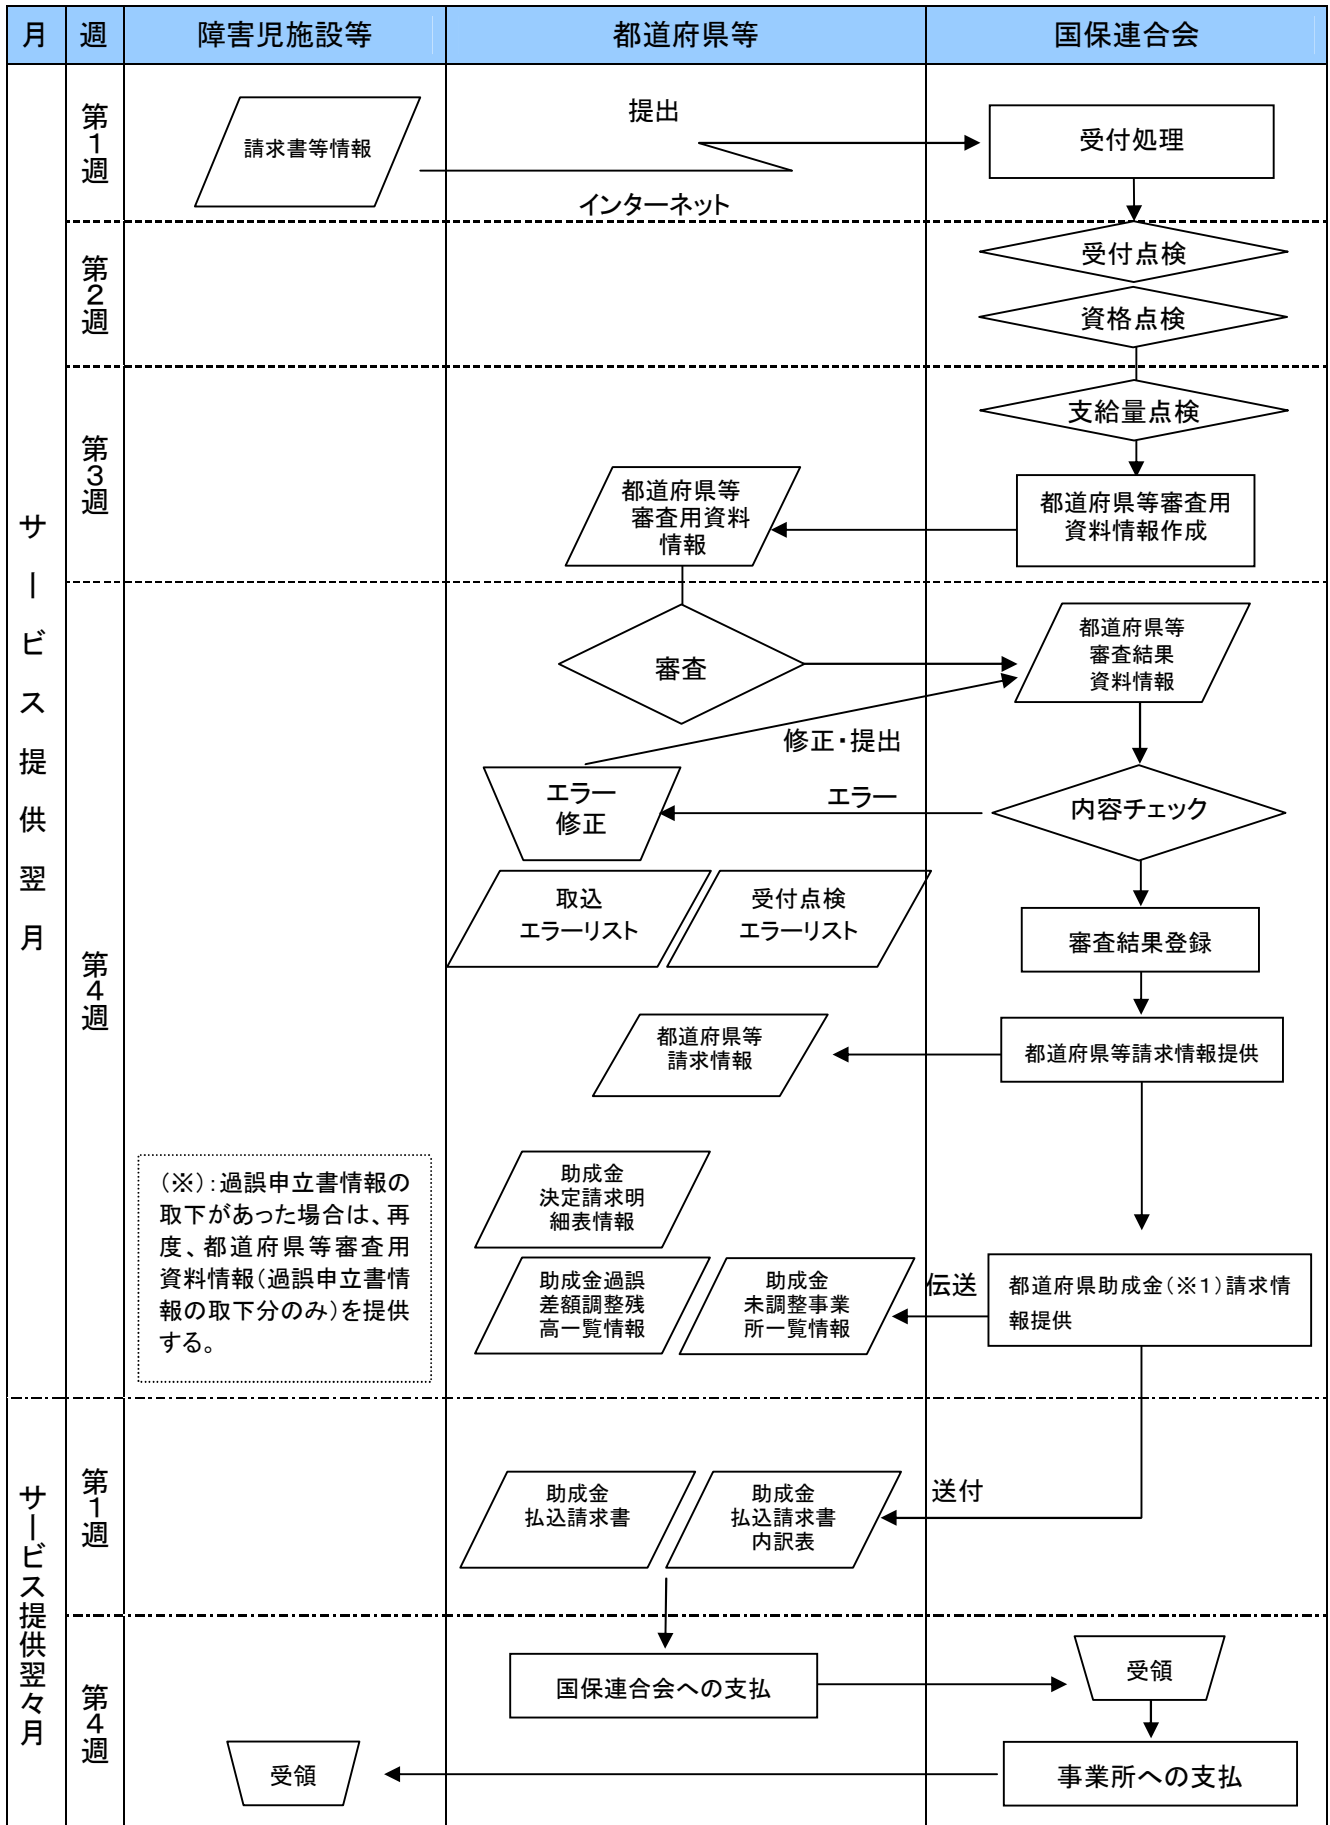 月
週
障害児施設等
都道府県等
国保連合会
サービス提供翌月
第1週
請求書等情報
提出
インターネット
受付処理
第2週
受付点検
資格点検
第3週
支給量点検
都道府県等審査用
資料情報作成
都道府県等
審査用資料
情報
第4週
審査
都道府県等
審査結果
資料情報
修正・提出
エラー
修正
エラー
内容チェック
取込
エラーリスト
受付点検
エラーリスト
審査結果登録
都道府県等
請求情報
都道府県等請求情報提供
(※):過誤申立書情報の
取下があった場合は、再
度、都道府県等審査用
資料情報(過誤申立書情
報の取下分のみ)を提供
する。
助成金
決定請求明
細表情報
助成金過誤
差額調整残
高一覧情報
助成金
未調整事業
所一覧情報
伝送
都道府県助成金(※1)請求情
報提供
サービス提供翌々月
第1週
助成金
払込請求書
助成金
払込請求書
内訳表
送付
第4週
国保連合会への支払
受領
受領
事業所への支払